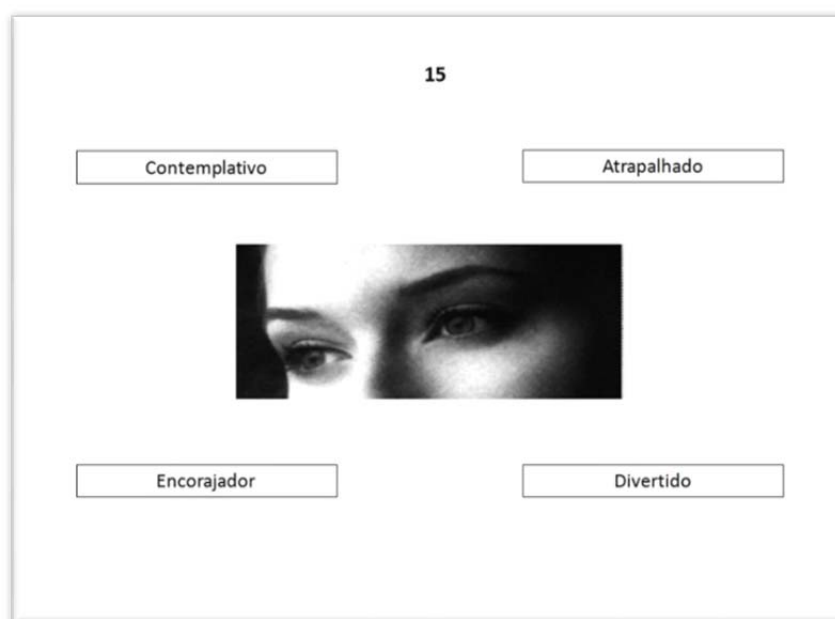 15
Contemplativo
Atrapalhado
Encorajador
Divertido